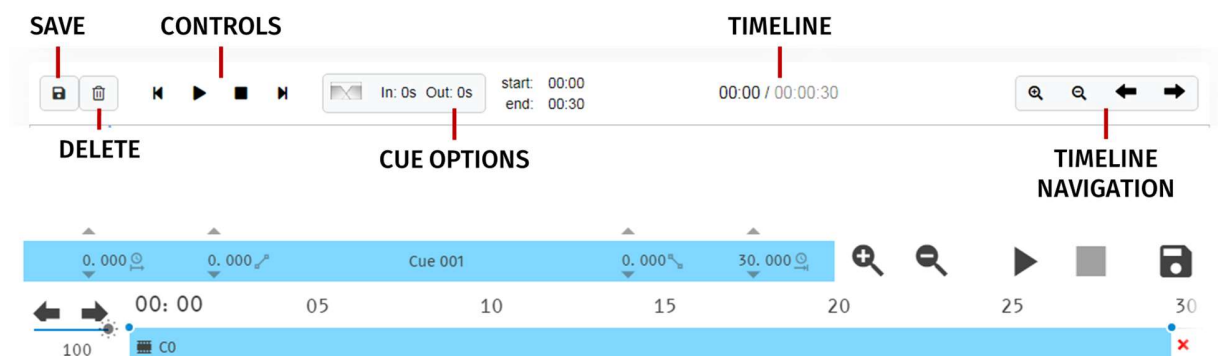 SAVE CONTROLS TIMELINE
In: 0s Out: 0s start: 00:00 00:00 / 00:00:30
end: 00:30
DELETE CUE OPTIONS TIMELINE
NAVIGATION
0. 000 0. 000 Cue 001 0. 000 30. 000
00: 00 05 10 15 20 25 30
100 C0